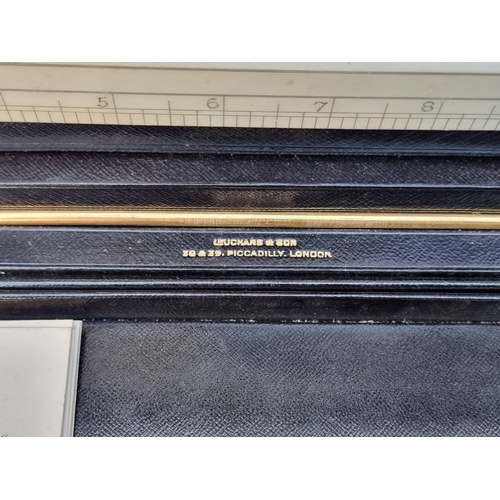 5 6 7 8
LEUCHARS & SON
38 & 39. PICCADILLY. LONDON